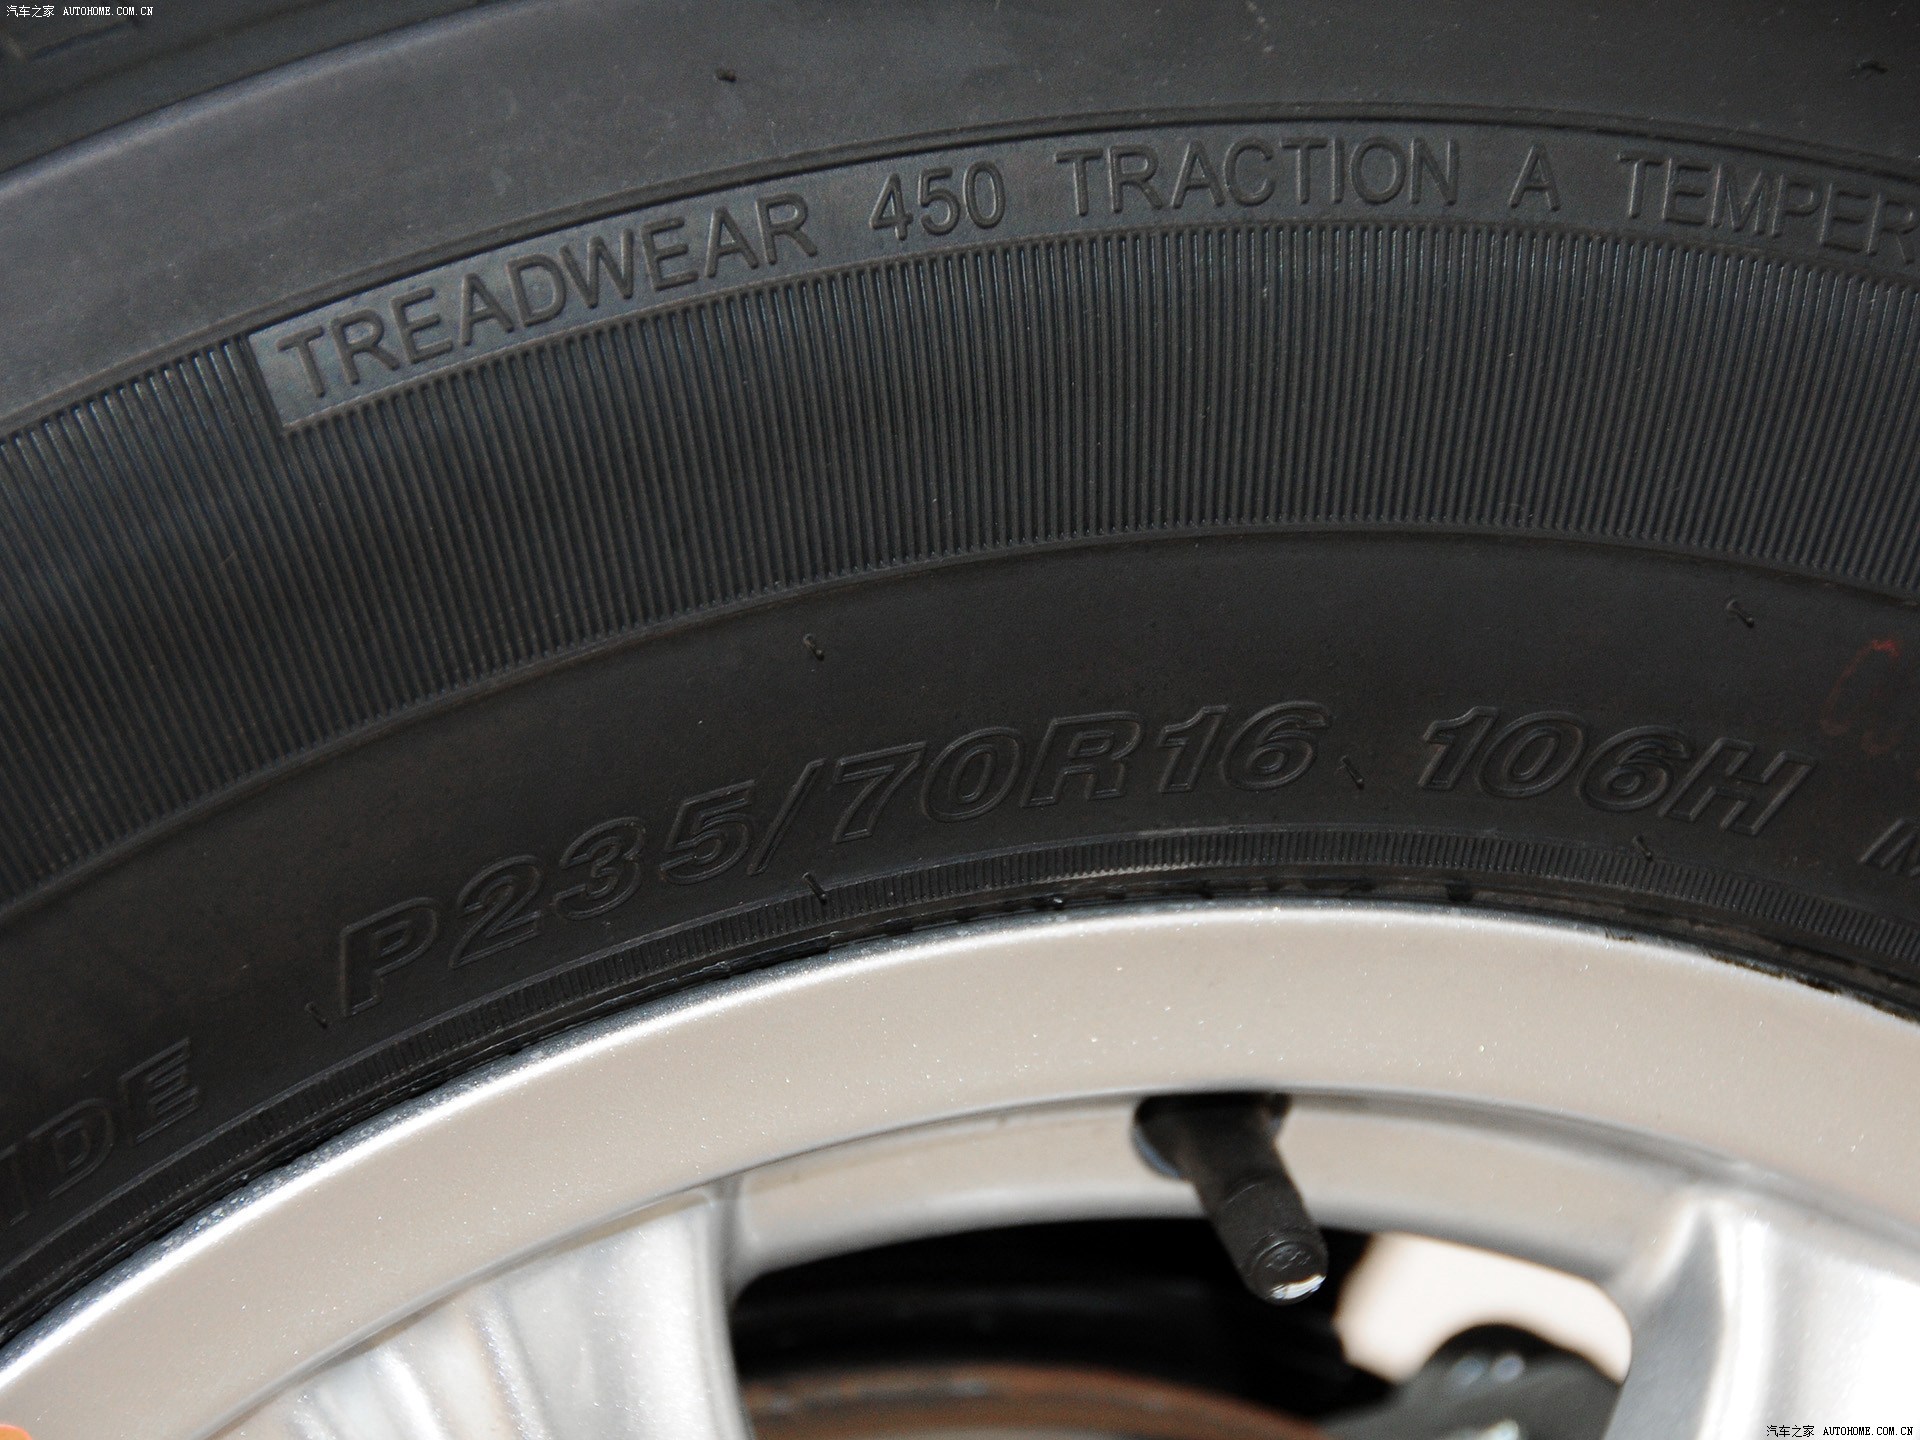 汽车之家 AUTOHOME.COM.CN
TREADWEAR 450 TRACTION A TEMPER
P235/70R16 106H
IDE
汽车之家 AUTOHOME.COM.CN